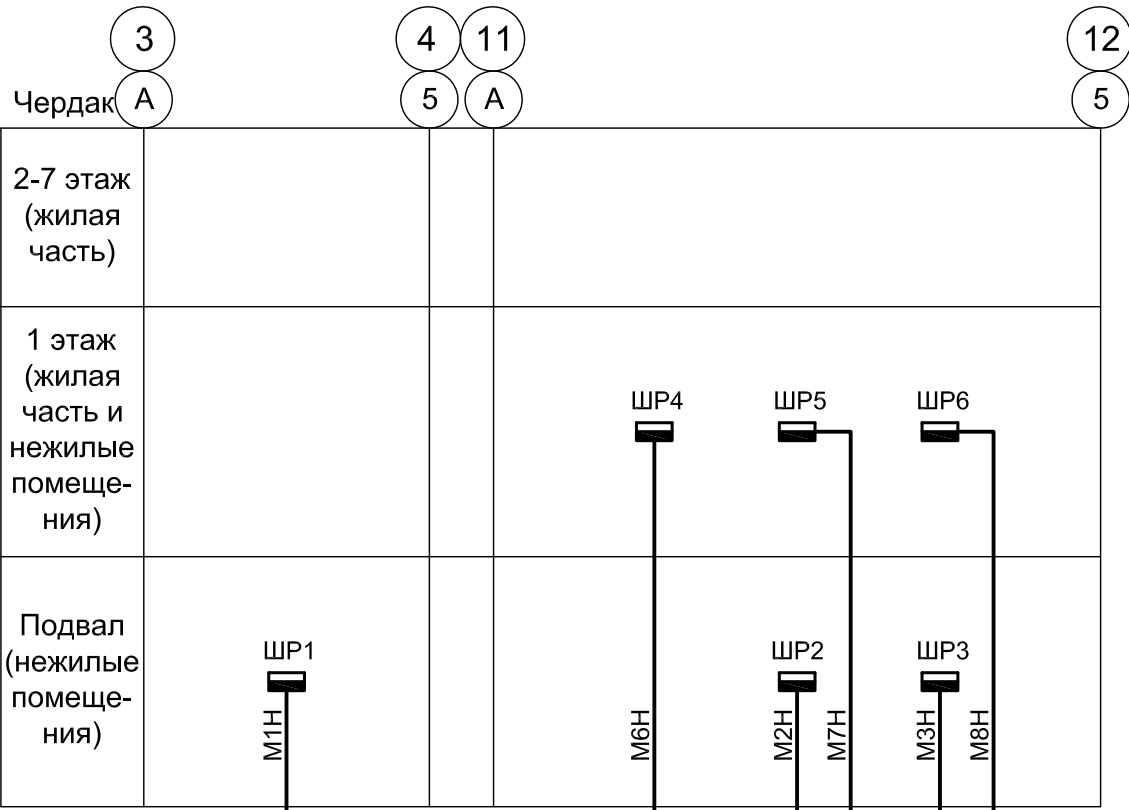 3
4
11
12
Чердак
А
5
А
5
2-7 этаж
(жилая
часть)
1 этаж
(жилая
часть и
нежилые
помеще-
ния)
ШР4
ШР5
ШР6
Подвал
(нежилые
помеще-
ния)
ШР1
ШР2
ШР3
М1Н
М6Н
М2Н
М7Н
М3Н
М8Н